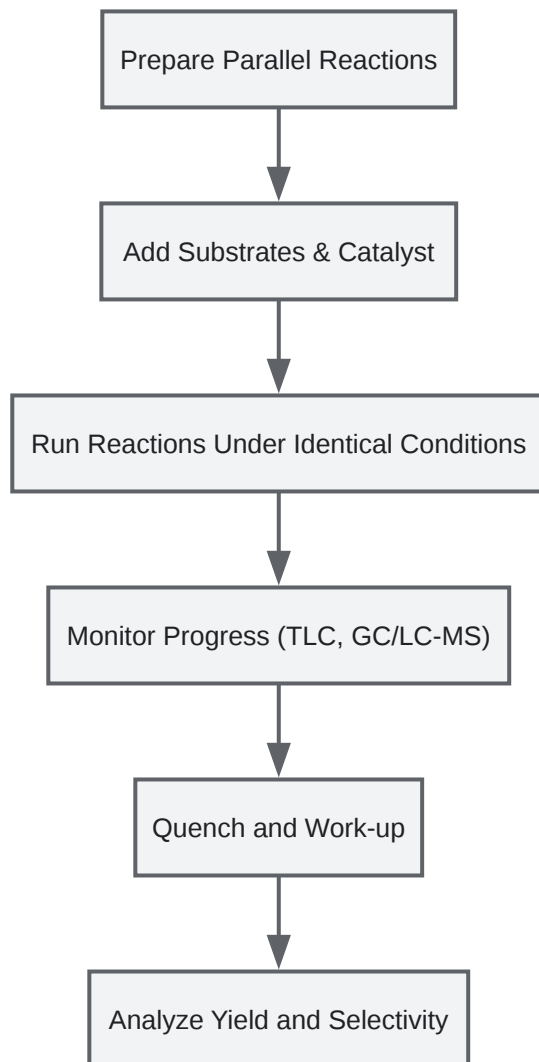 Prepare Parallel Reactions
Add Substrates & Catalyst
Run Reactions Under Identical Conditions
Monitor Progress (TLC, GC/LC-MS)
Quench and Work-up
Analyze Yield and Selectivity